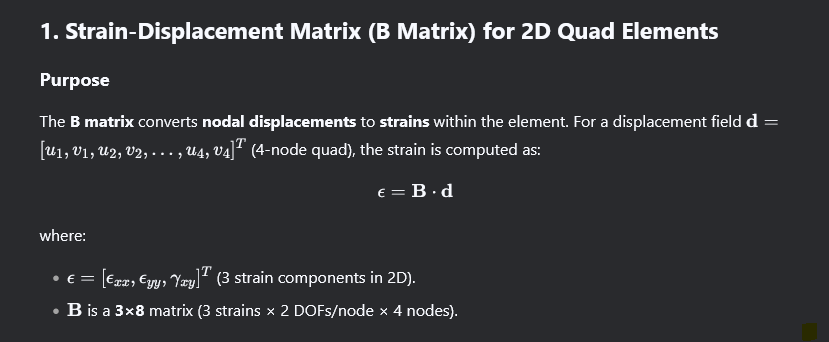 1. Strain-Displacement Matrix (B Matrix) for 2D Quad Elements
Purpose
The B matrix converts nodal displacements to strains within the element. For a displacement field d =
[u₁, v₁, u₂, v₂, . . . , u₄, v₄]ᵀ (4-node quad), the strain is computed as:
ϵ = B · d
where:
• ϵ = [ϵₓₓ, ϵyy, γxy]ᵀ (3 strain components in 2D).
• B is a 3×8 matrix (3 strains × 2 DOFs/node × 4 nodes).